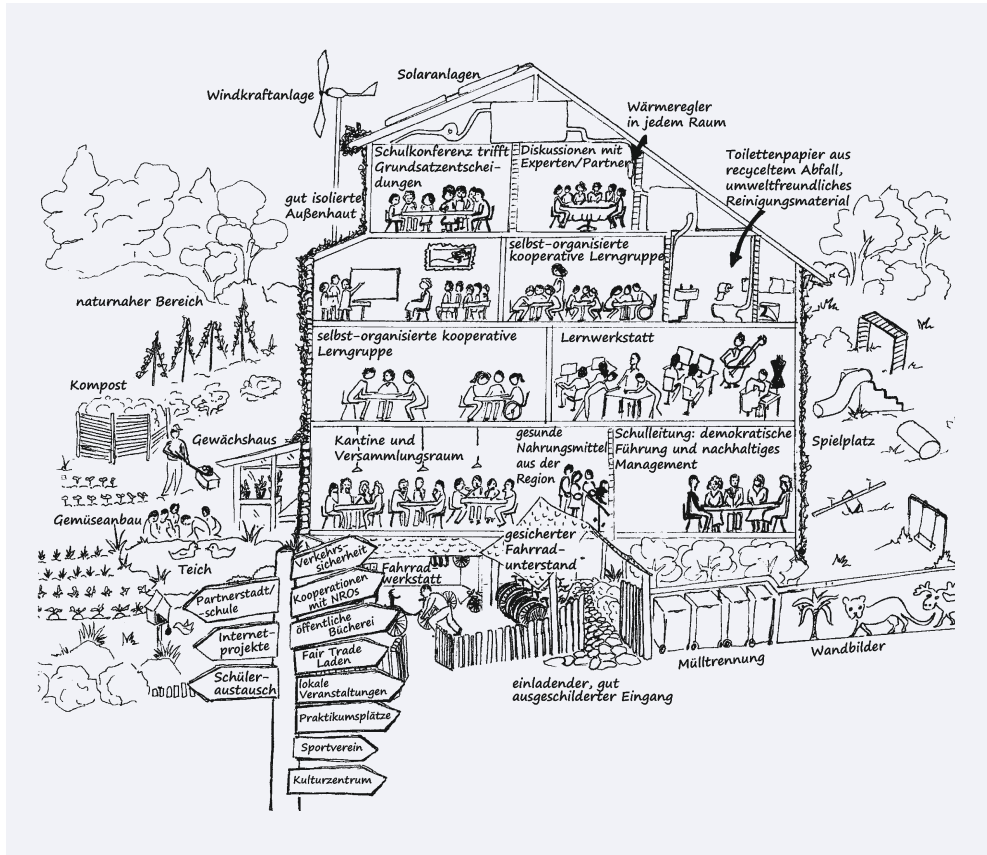 Solaranlagen
Windkraftanlage
Wärmeregler
in jedem Raum
Schulkonferenz trifft
Grundsatzentschei-
dungen
Diskussionen mit
Experten/Partner
Toilettenpapier aus
recyceltem Abfall,
umweltfreundliches
Reinigungsmaterial
gut isolierte
Außenhaut
selbst-organisierte
kooperative Lerngruppe
naturnaher Bereich
selbst-organisierte kooperative
Lerngruppe
Lernwerkstatt
Kompost
Gewächshaus
Kantine und
Versammlungsraum
gesunde
Nahrungsmittel
aus der
Region
Schulleitung: demokratische
Führung und nachhaltiges
Management
Spielplatz
Gemüseanbau
Teich
gesicherter
Fahrrad-
unterstand
Fahrrad-
werkstatt
Verkehrs-
sicherheit
Kooperationen
mit NROs
öffentliche
Bücherei
Fair Trade
Laden
lokale
Veranstaltungen
Praktikumsplätze
Sportverein
Kulturzentrum
Partnerstadt/
-schule
Internet-
projekte
Schüler-
austausch
Mülltrennung
Wandbilder
einladender, gut
ausgeschilderter Eingang